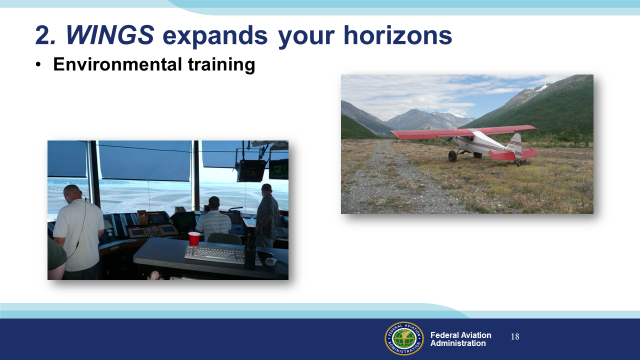 2. WINGS expands your horizons
• Environmental training
Federal Aviation
Administration
18